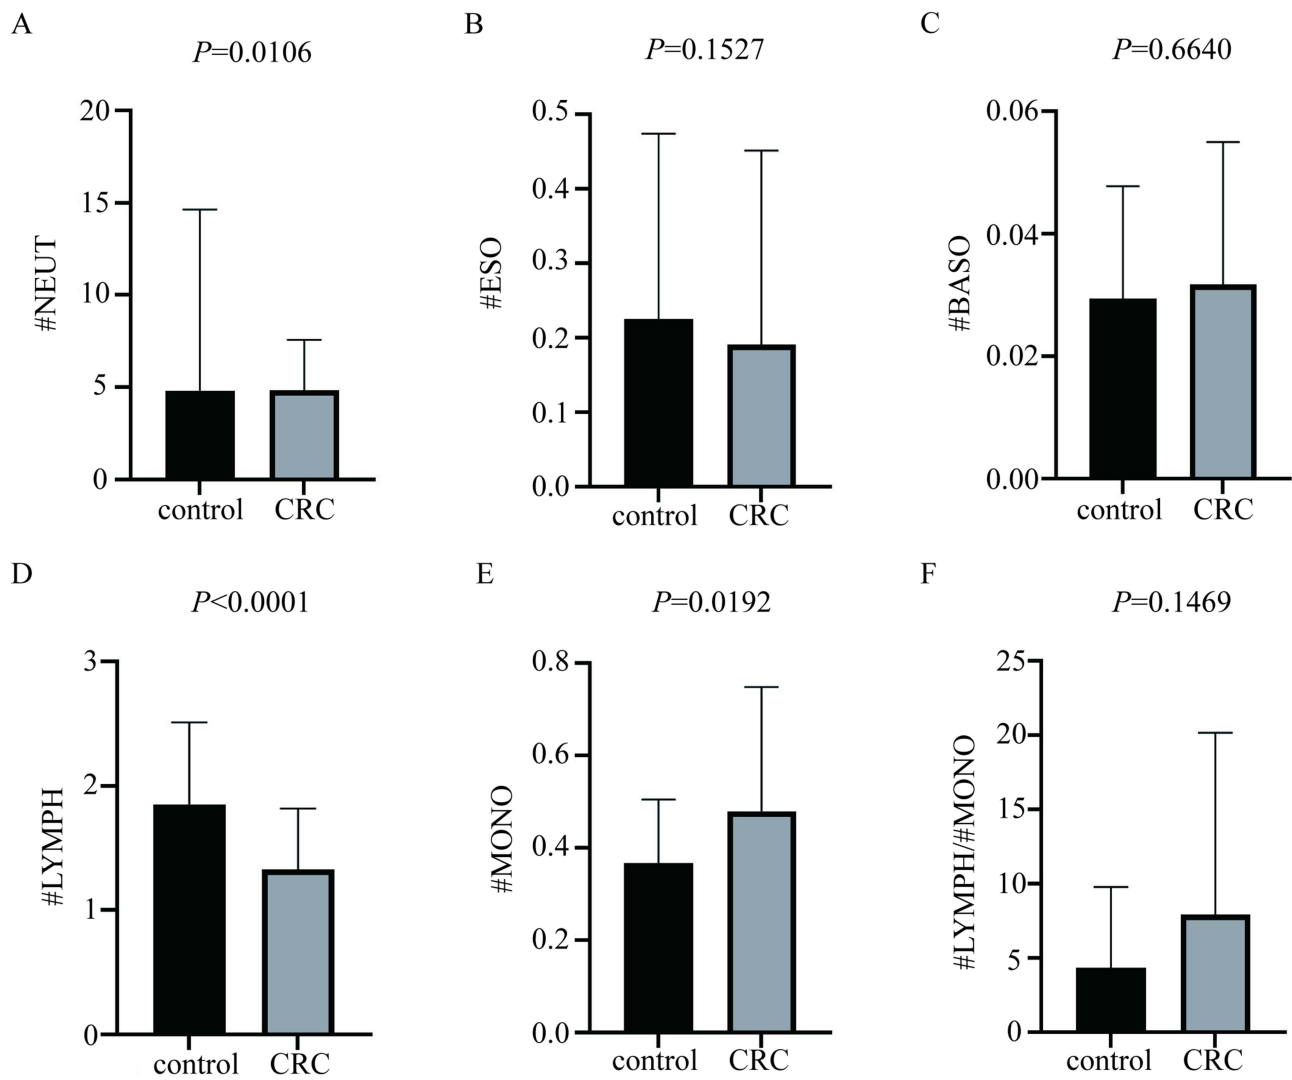 A
P=0.0106
#NEUT
20
15
10
5
0
control CRC
B
P=0.1527
#ESO
0.5
0.4
0.3
0.2
0.1
0.0
control CRC
C
P=0.6640
#BASO
0.06
0.04
0.02
0.00
control CRC
D
P<0.0001
#LYMPH
3
2
1
0
control CRC
E
P=0.0192
#MONO
0.8
0.6
0.4
0.2
0.0
control CRC
F
P=0.1469
#LYMPH/#MONO
25
20
15
10
5
0
control CRC